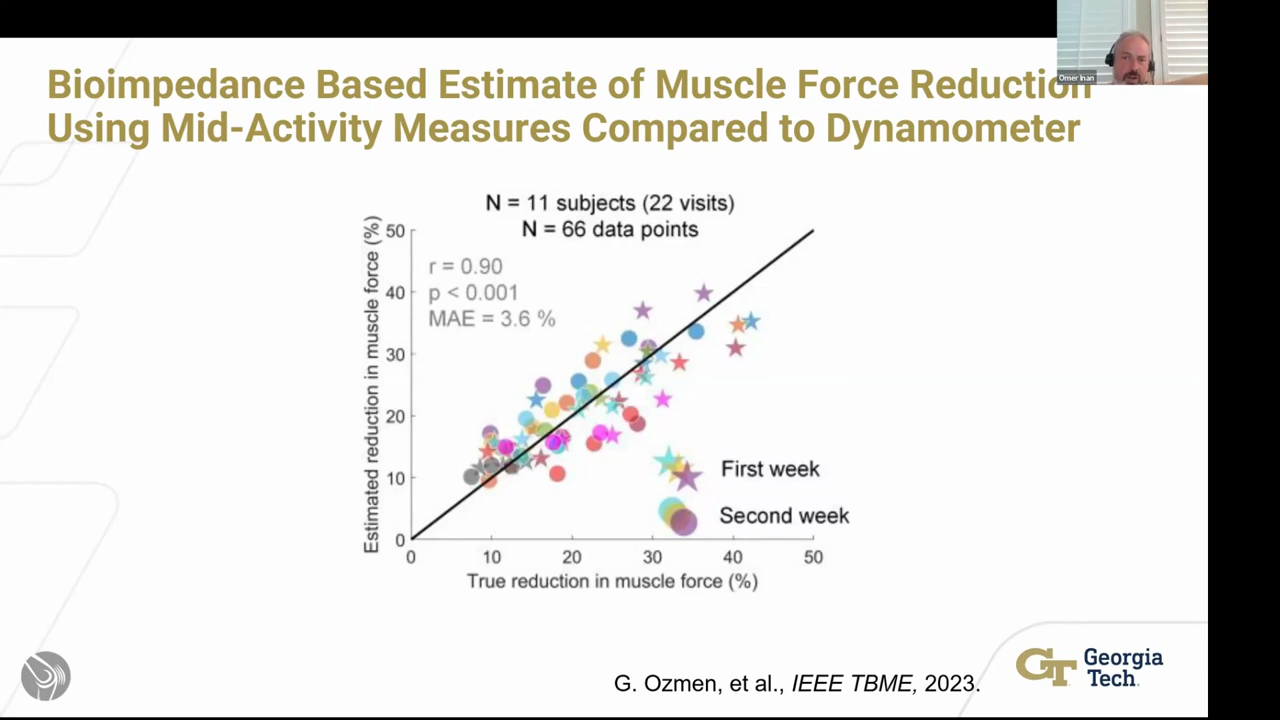 Bioimpedance Based Estimate of Muscle Force Reduction
Using Mid-Activity Measures Compared to Dynamometer
Omer Inan
N = 11 subjects (22 visits)
N = 66 data points
r = 0.90
p < 0.001
MAE = 3.6 %
Estimated reduction in muscle force (%)
50
40
30
20
10
0
First week
Second week
0 10 20 30 40 50
True reduction in muscle force (%)
G. Ozmen, et al., IEEE TBME, 2023.
GT Georgia
Tech